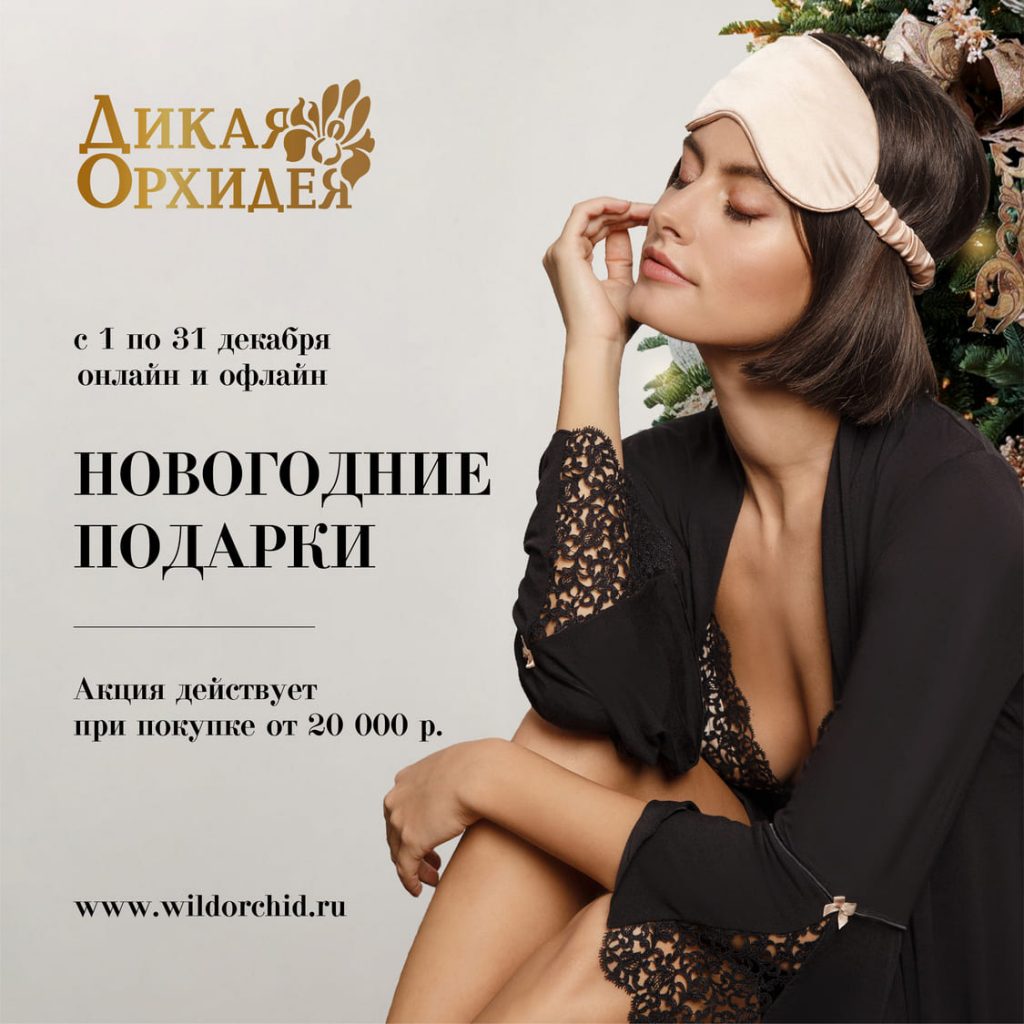 Дикая
Орхидея
с 1 по 31 декабря
онлайн и офлайн
НОВОГОДНИЕ
ПОДАРКИ
Акция действует
при покупке от 20 000 р.
www.wildorchid.ru